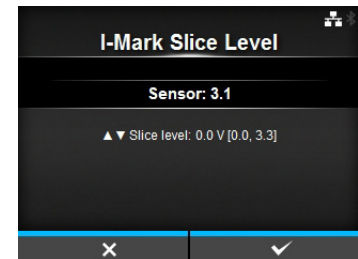 I-Mark Slice Level
Sensor: 3.1
▲▼ Slice level: 0.0 V [0.0, 3.3]